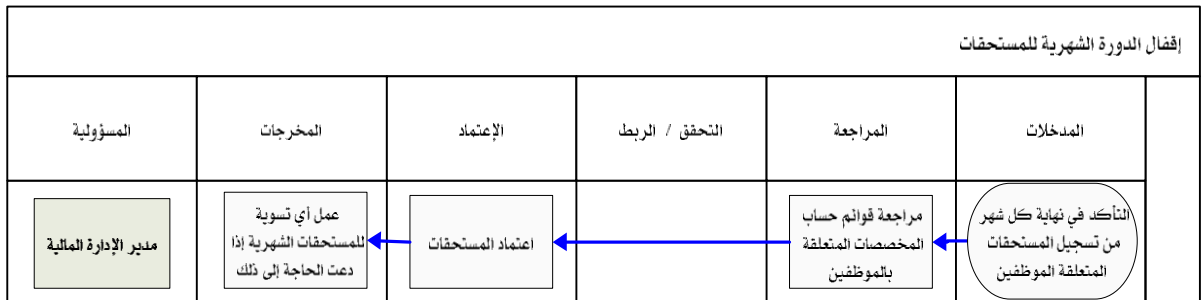 إقفال الدورة الشهرية للمستحقات
المدخلات
المراجعة
التحقق / الربط
الإعتماد
المخرجات
المسؤولية
التأكد في نهاية كل شهر
من تسجيل المستحقات
المتعلقة الموظفين
مراجعة قوائم حساب
المخصصات المتعلقة
بالموظفين
اعتماد المستحقات
عمل أي تسوية
للمستحقات الشهرية إذا
دعت الحاجة إلى ذلك
مدير الإدارة المالية